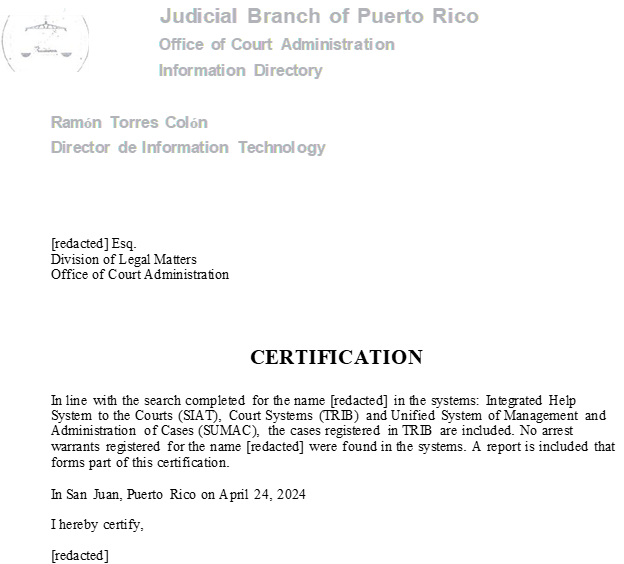 Judicial Branch of Puerto Rico
Office of Court Administration
Information Directory
Ramón Torres Colón
Director de Information Technology
[redacted] Esq.
Division of Legal Matters
Office of Court Administration
CERTIFICATION
In line with the search completed for the name [redacted] in the systems: Integrated Help
System to the Courts (SIAT), Court Systems (TRIB) and Unified System of Management and
Administration of Cases (SUMAC), the cases registered in TRIB are included. No arrest
warrants registered for the name [redacted] were found in the systems. A report is included that
forms part of this certification.
In San Juan, Puerto Rico on April 24, 2024
I hereby certify,
[redacted]